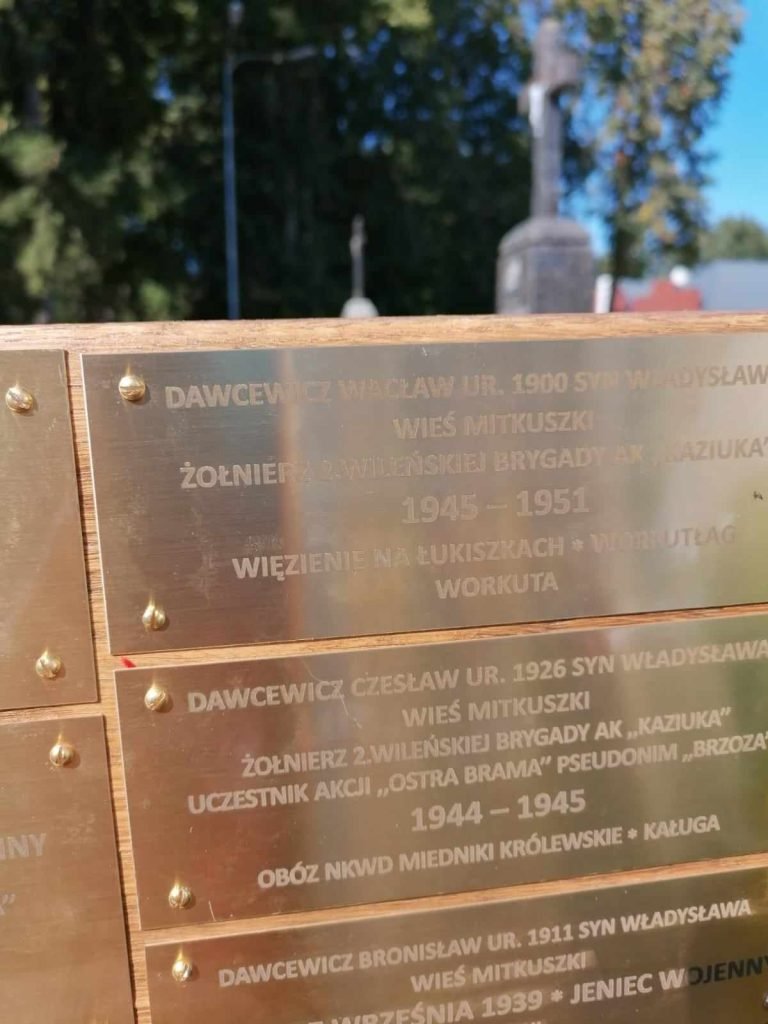 DAWCEWICZ WACŁAW UR. 1900 SYN WŁADYSŁAW
WIEŚ MITKUSZKI
ŻOŁNIERZ 2.WILEŃSKIEJ BRYGADY AK „KAZIUKA”
1945 – 1951
WIĘZIENIE NA ŁUKISZKACH * WORKUTŁAG
WORKUTA
DAWCEWICZ CZESŁAW UR. 1926 SYN WŁADYSŁAWA
WIEŚ MITKUSZKI
ŻOŁNIERZ 2.WILEŃSKIEJ BRYGADY AK „KAZIUKA”
UCZESTNIK AKCJI „OSTRA BRAMA” PSEUDONIM „BRZOZA”
1944 – 1945
OBÓZ NKWD MIEDNIKI KRÓLEWSKIE * KAŁUGA
DAWCEWICZ BRONISŁAW UR. 1911 SYN WŁADYSŁAWA
WIEŚ MITKUSZKI
WRZEŚNIA 1939 * JENIEC WOJENNY